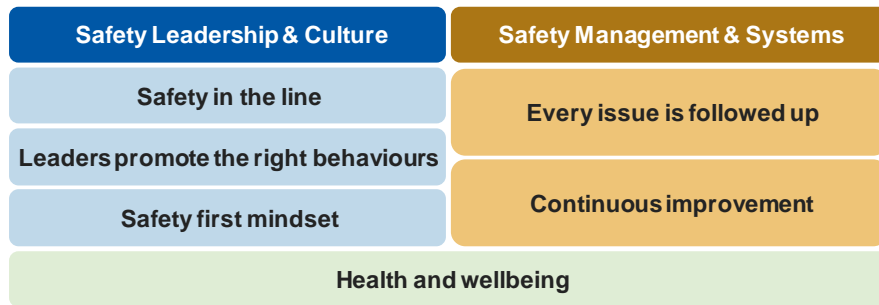 Safety Leadership & Culture
Safety Management & Systems
Safety in the line
Leaders promote the right behaviours
Safety first mindset
Every issue is followed up
Continuous improvement
Health and wellbeing